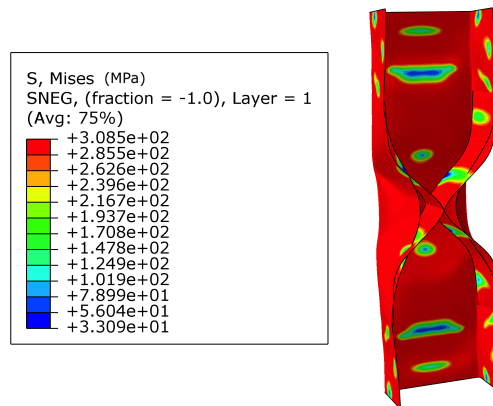 S, Mises (MPa)
SNEG, (fraction = -1.0), Layer = 1
(Avg: 75%)
+3.085e+02
+2.855e+02
+2.626e+02
+2.396e+02
+2.167e+02
+1.937e+02
+1.708e+02
+1.478e+02
+1.249e+02
+1.019e+02
+7.899e+01
+5.604e+01
+3.309e+01